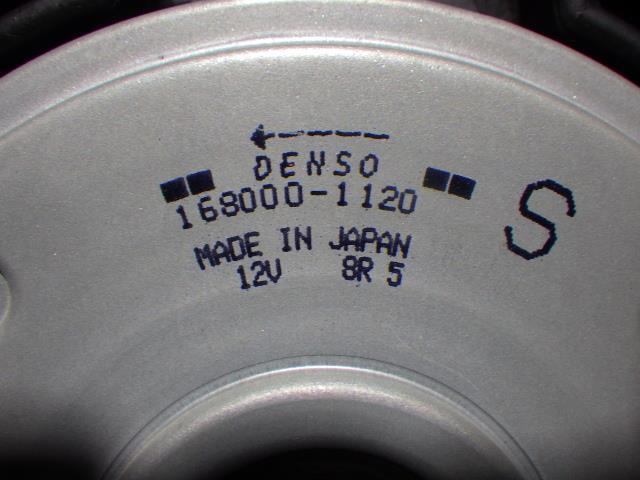 DENSO
168000-1120
MADE IN JAPAN
12V 8R 5
S